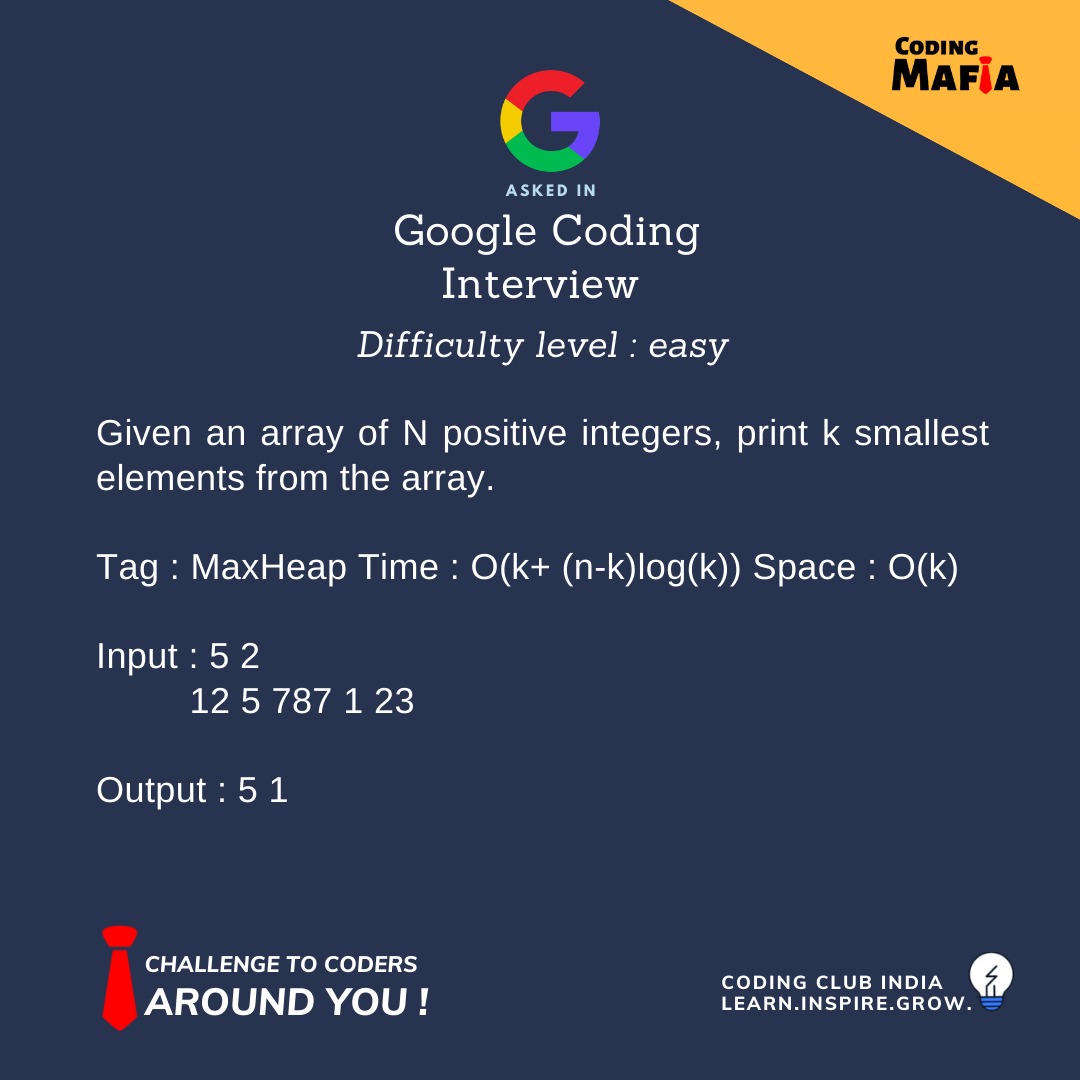 CODING
MAFIA
ASKED IN
Google Coding
Interview
Difficulty level : easy
Given an array of N positive integers, print k smallest
elements from the array.
Tag : MaxHeap Time : O(k+ (n-k)log(k)) Space : O(k)
Input : 5 2
12 5 787 1 23
Output : 5 1
CHALLENGE TO CODERS
AROUND YOU !
CODING CLUB INDIA
LEARN.INSPIRE.GROW.